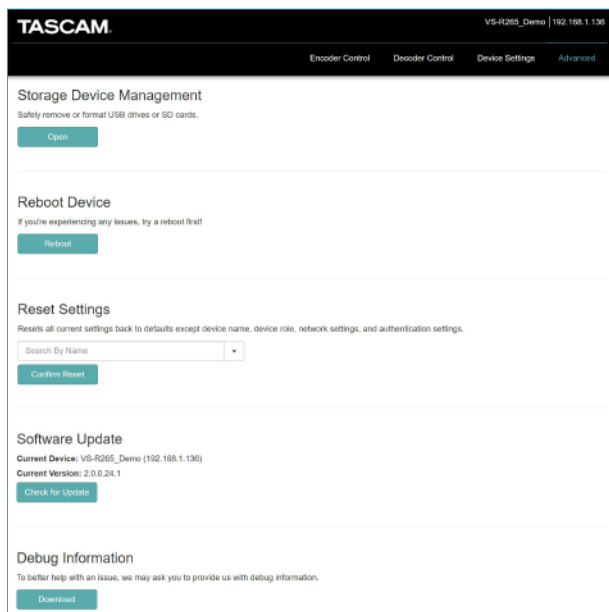 TASCAM
VS-R265_Demo | 192.168.1.136
Encoder Control Decoder Control Device Settings Advanced
Storage Device Management
Safely remove or format USB drives or SD cards.
Open
Reboot Device
If you're experiencing any issues, try a reboot first!
Reboot
Reset Settings
Resets all current settings back to defaults except device name, device role, network settings, and authentication settings.
Search By Name
Confirm Reset
Software Update
Current Device: VS-R265_Demo (192.168.1.136)
Current Version: 2.0.0.24.1
Check for Update
Debug Information
To better help with an issue, we may ask you to provide us with debug information.
Download